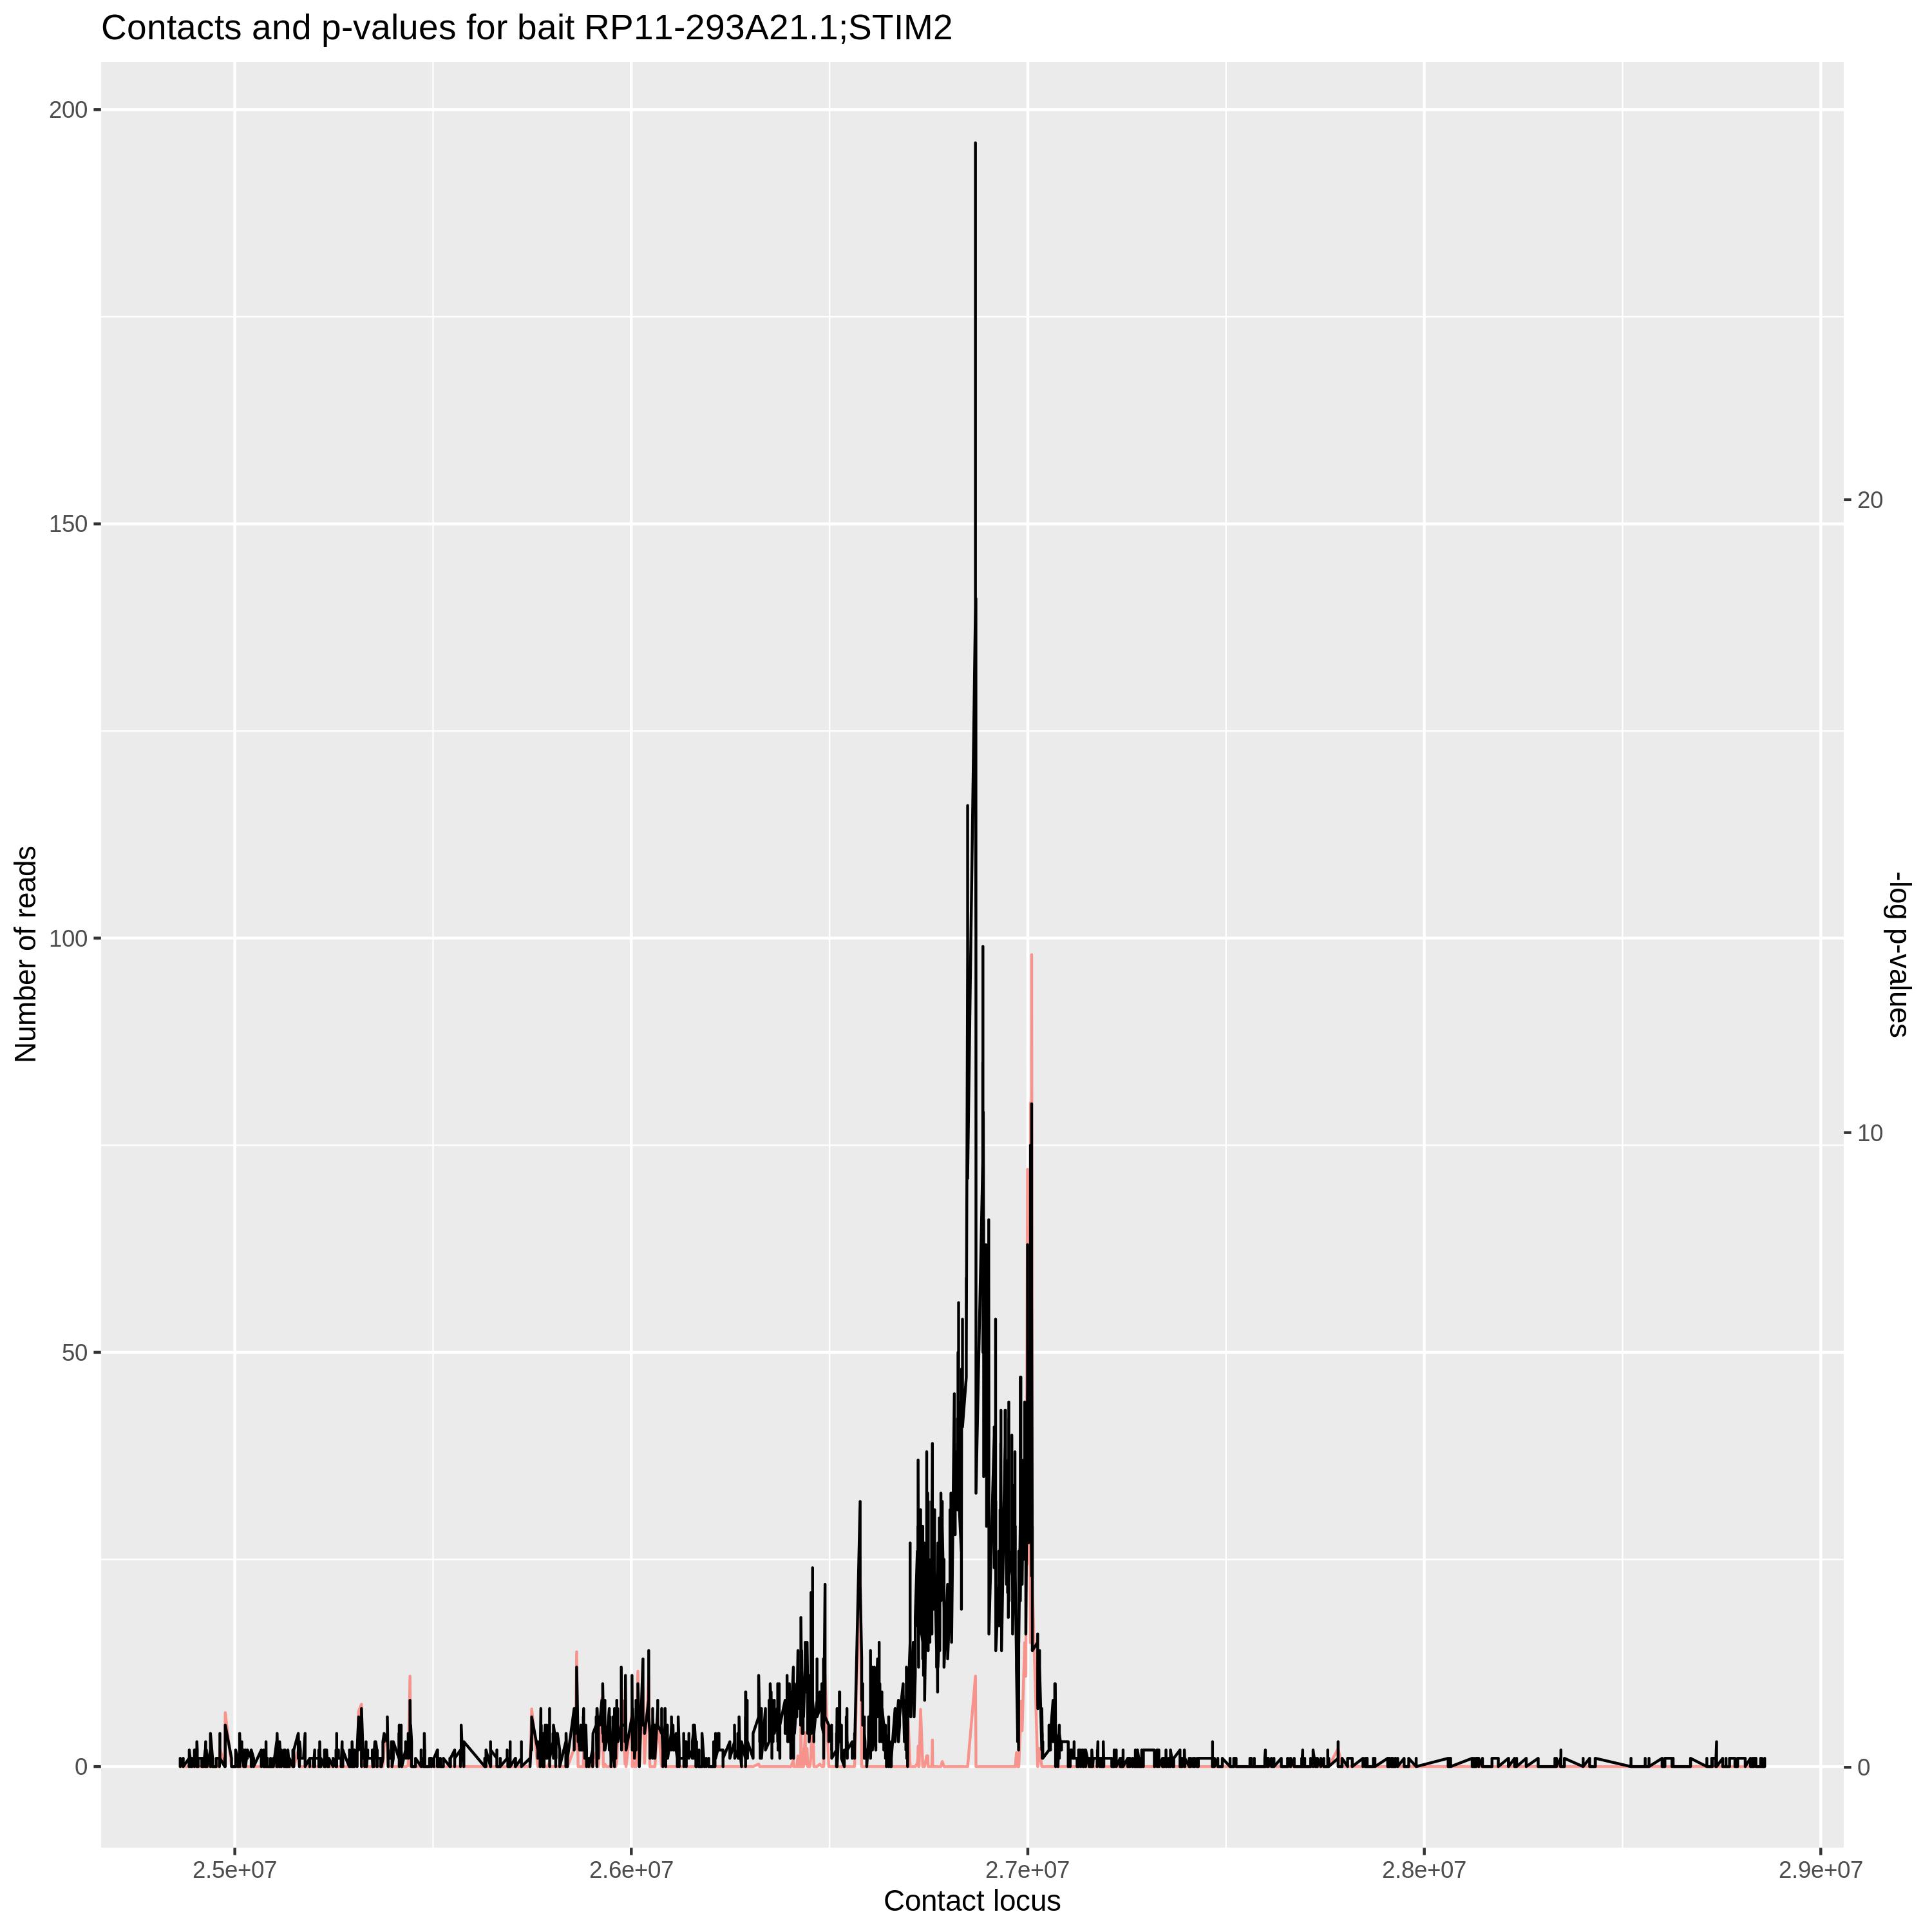 Contacts and p-values for bait RP11-293A21.1;STIM2
200
150
100
50
0
Number of reads
20
10
0
-log p-values
2.5e+07
2.6e+07
2.7e+07
2.8e+07
2.9e+07
Contact locus